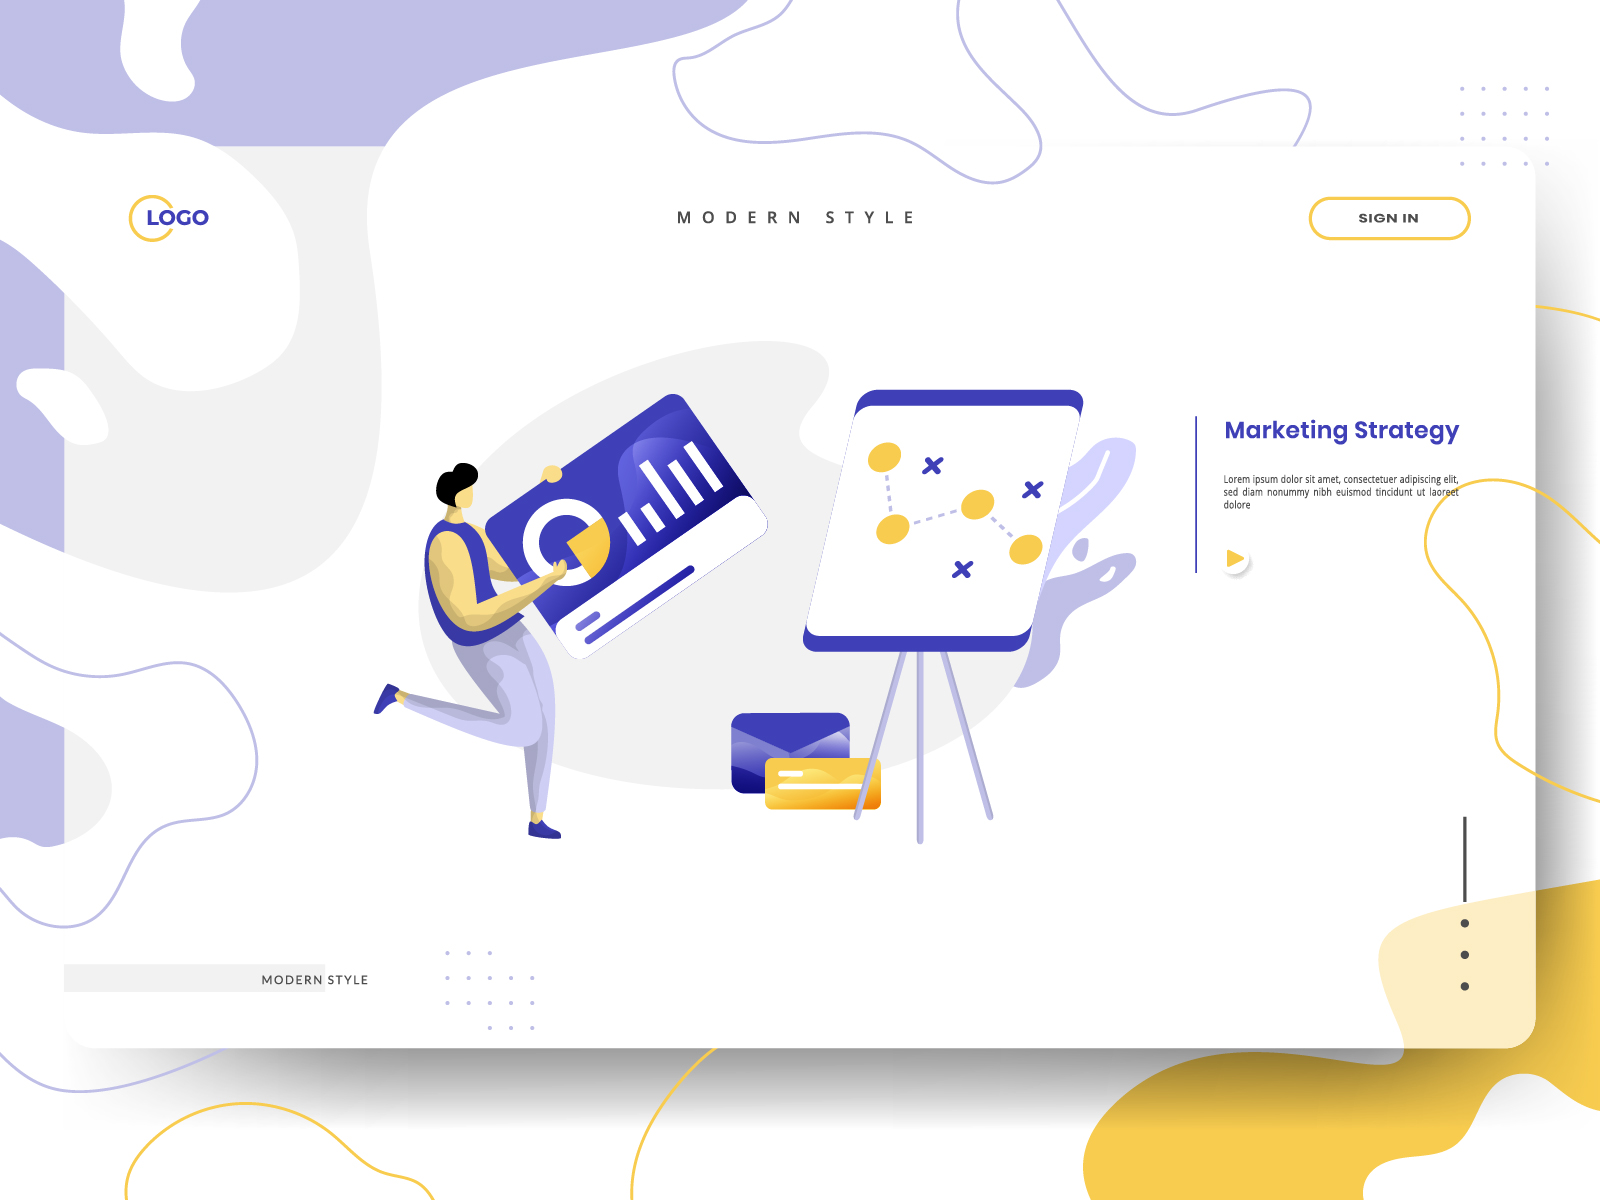 LOGO
MODERN STYLE
SIGN IN
Marketing Strategy
Lorem ipsum dolor sit amet, consectetuer adipiscing elit,
sed diam nonummy nibh euismod tincidunt ut laoreet
dolore
MODERN STYLE